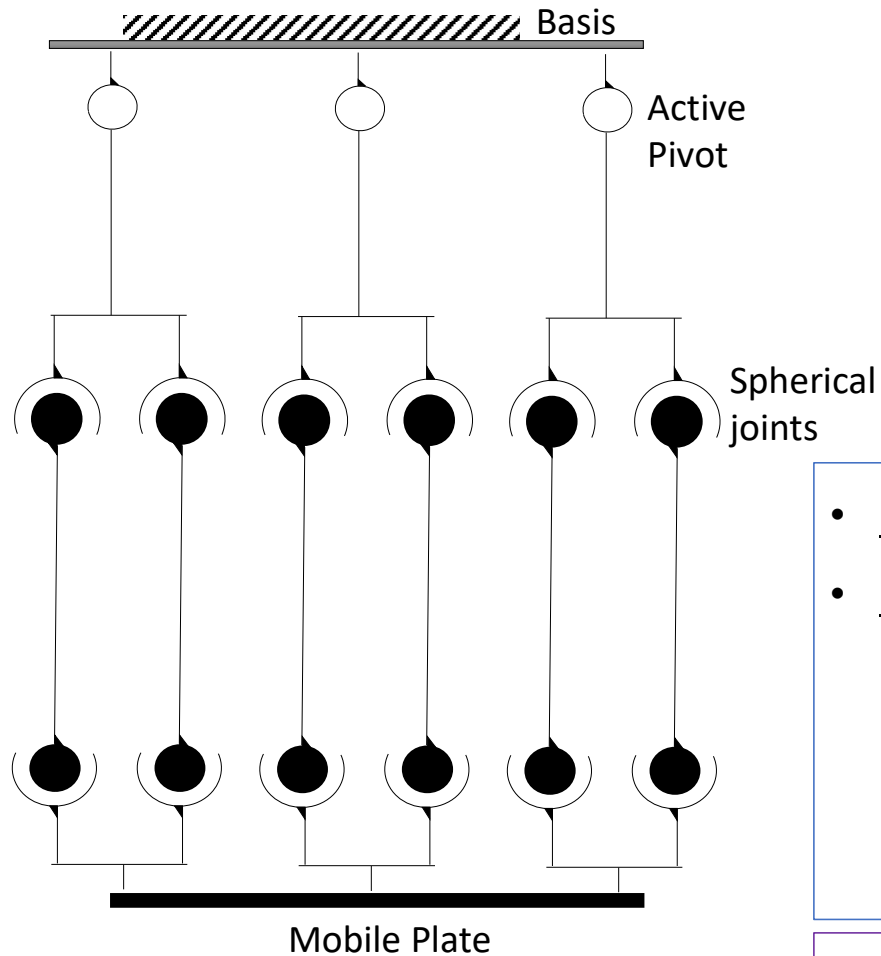 Basis
Active
Pivot
Spherical
joints
Mobile Plate